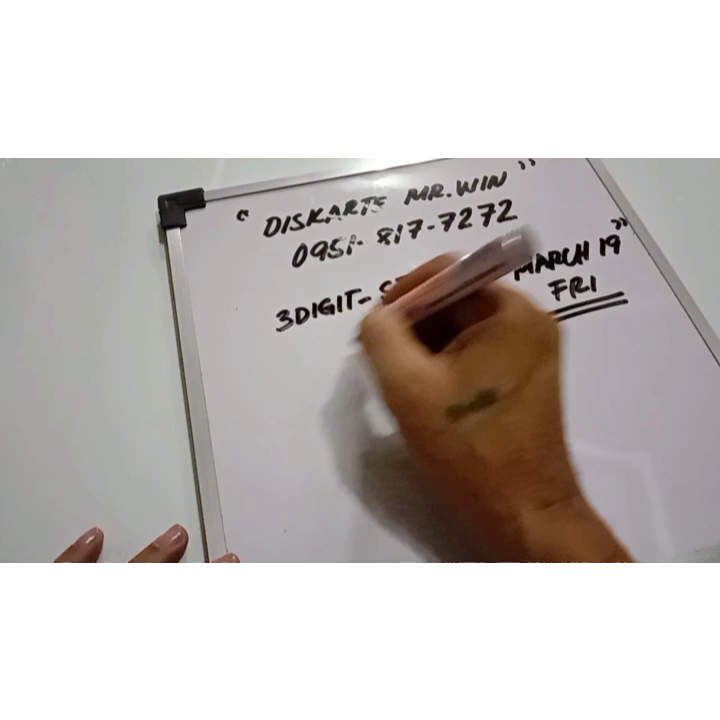 " DISKARTE MR. WIN "
0951- 817-7272
3DIGIT-
MARCH 19"
FRI